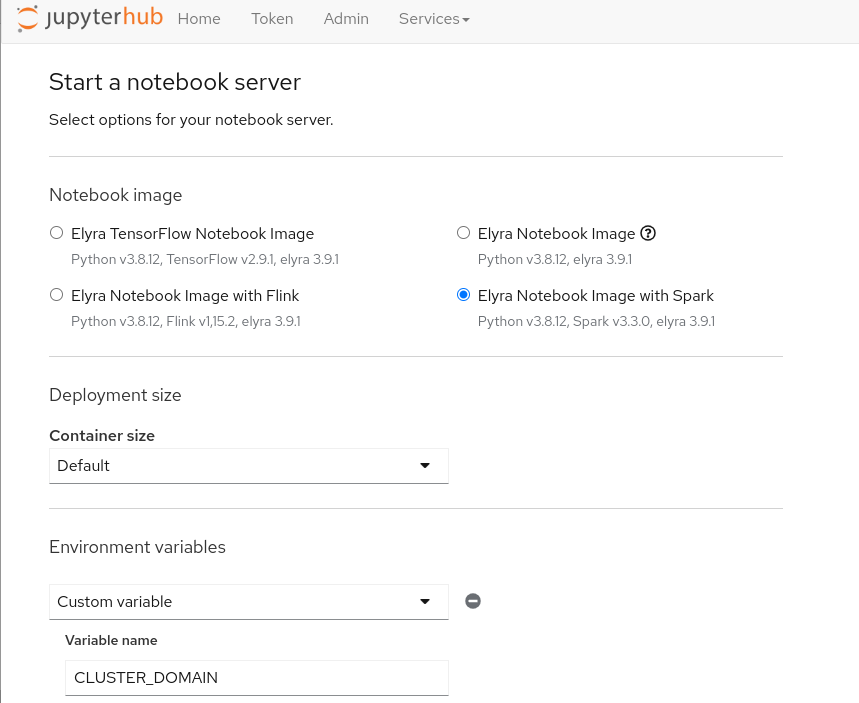 jupyterhub Home Token Admin Services
Start a notebook server
Select options for your notebook server.
Notebook image
Elyra TensorFlow Notebook Image
Python v3.8.12, TensorFlow v2.9.1, elyra 3.9.1
Elyra Notebook Image
Python v3.8.12, elyra 3.9.1
Elyra Notebook Image with Flink
Python v3.8.12, Flink v1,15.2, elyra 3.9.1
Elyra Notebook Image with Spark
Python v3.8.12, Spark v3.3.0, elyra 3.9.1
Deployment size
Container size
Default
Environment variables
Custom variable
Variable name
CLUSTER_DOMAIN